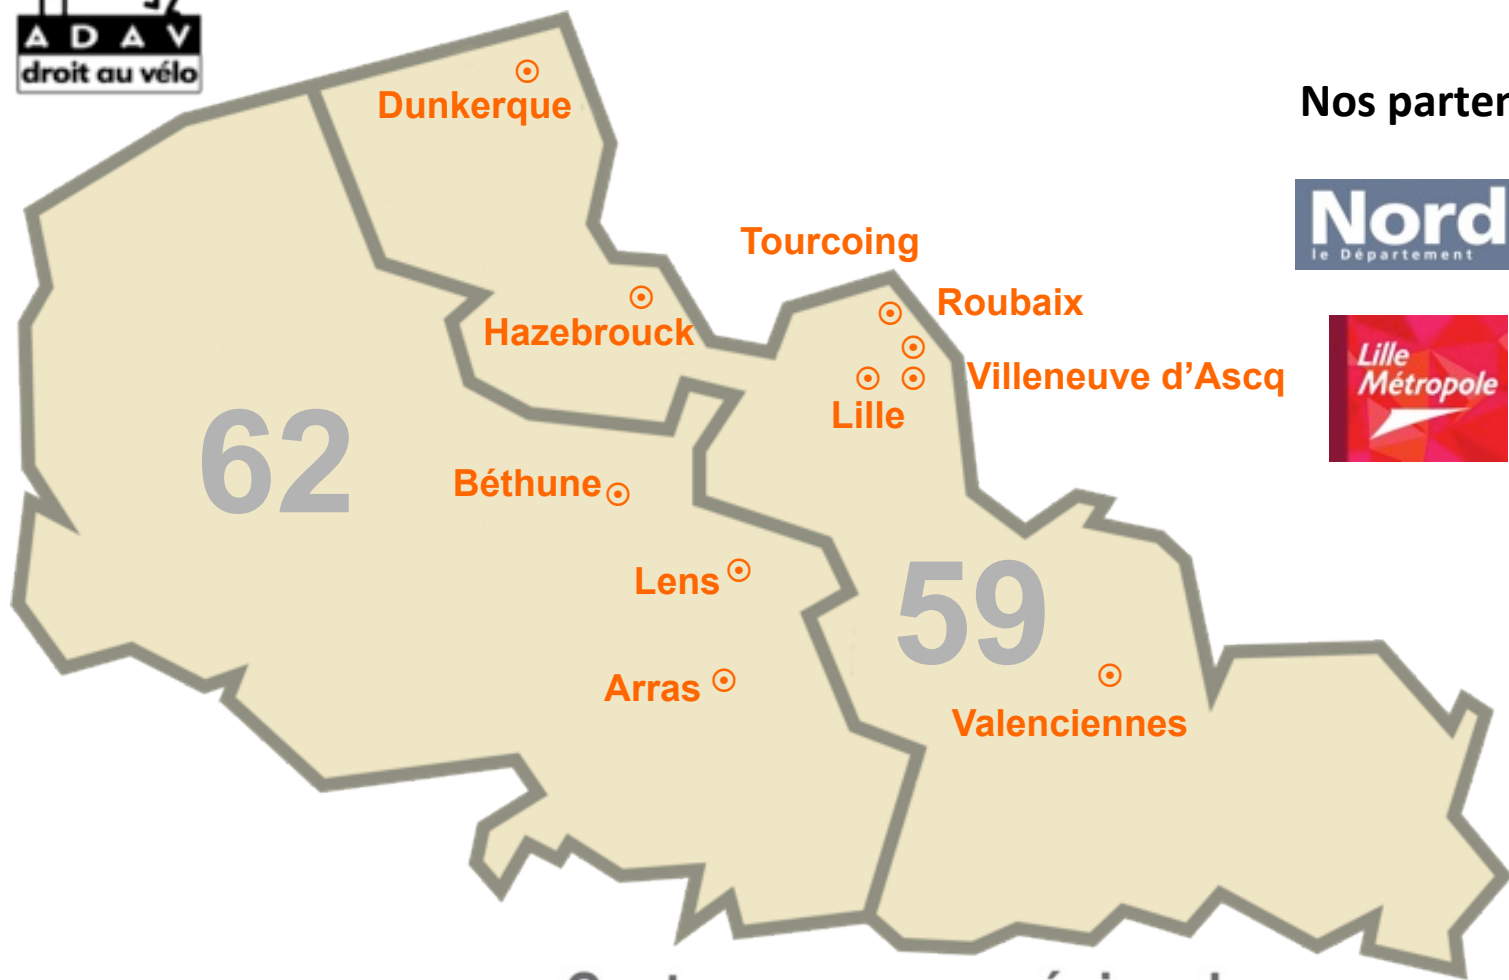 ADAV
droit au vélo
Dunkerque
Nos parten
Nord
le Département
Tourcoing
Roubaix
Hazebrouck
Lille
Métropole
Villeneuve d’Ascq
Lille
62
Béthune
Lens
59
Arras
Valenciennes